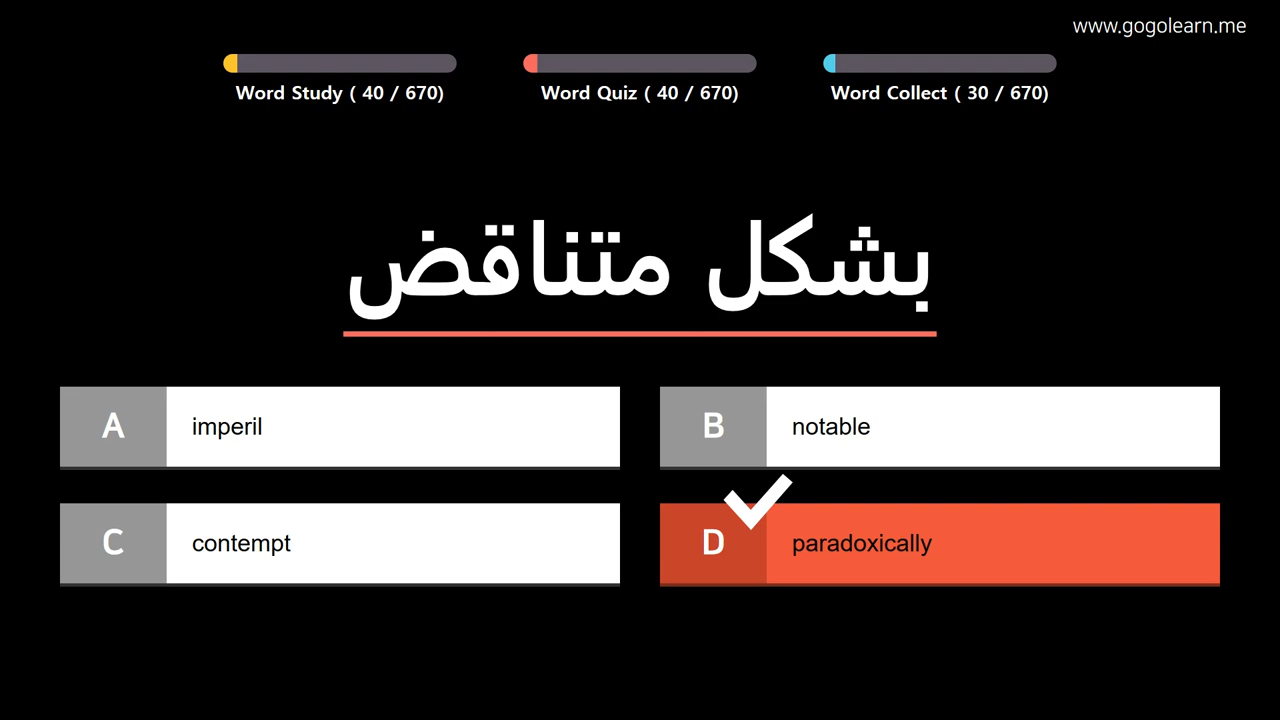 www.gogolearn.me
Word Study ( 40 / 670)
Word Quiz ( 40 / 670)
Word Collect ( 30 / 670)
بشكل متناقض
A imperil
B notable
C contempt
D paradoxically